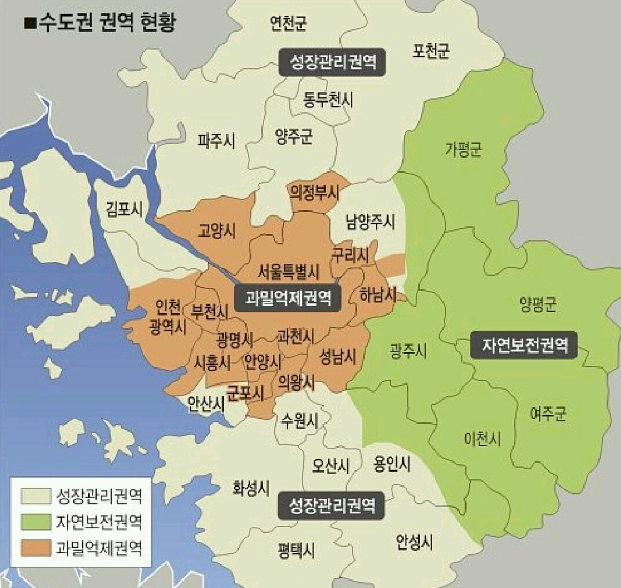 ■수도권 권역 현황
연천군
포천군
성장관리권역
동두천시
파주시
양주군
가평군
의정부시
김포시
고양시
남양주시
구리시
서울특별시
과밀억제권역
하남시
양평군
인천
광역시
부천시
광명시
과천시
자연보전권역
시흥시
안양시
성남시
광주시
의왕시
군포시
안산시
수원시
여주군
이천시
오산시
용인시
화성시
성장관리권역
평택시
안성시
성장관리권역
자연보전권역
과밀억제권역